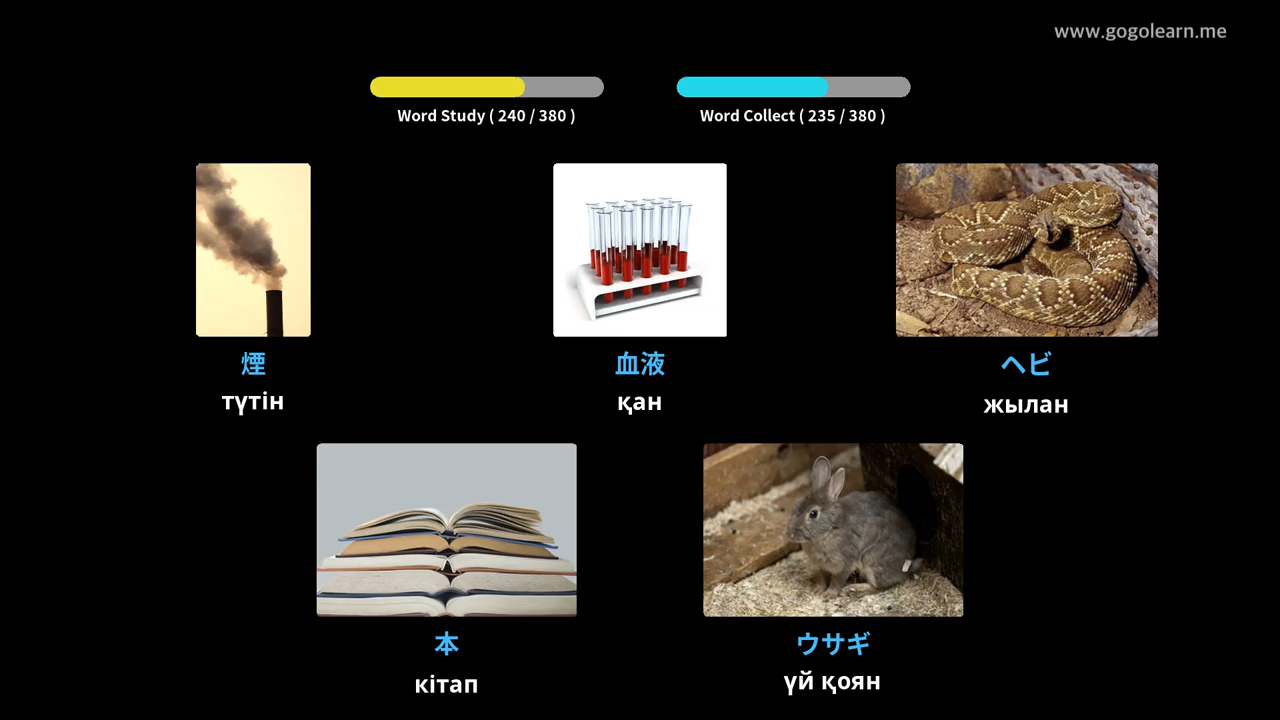 www.gogolearn.me
Word Study ( 240 / 380 )
Word Collect ( 235 / 380 )
煙
түтін
血液
қан
ヘビ
жылан
本
кітап
ウサギ
үй қоян